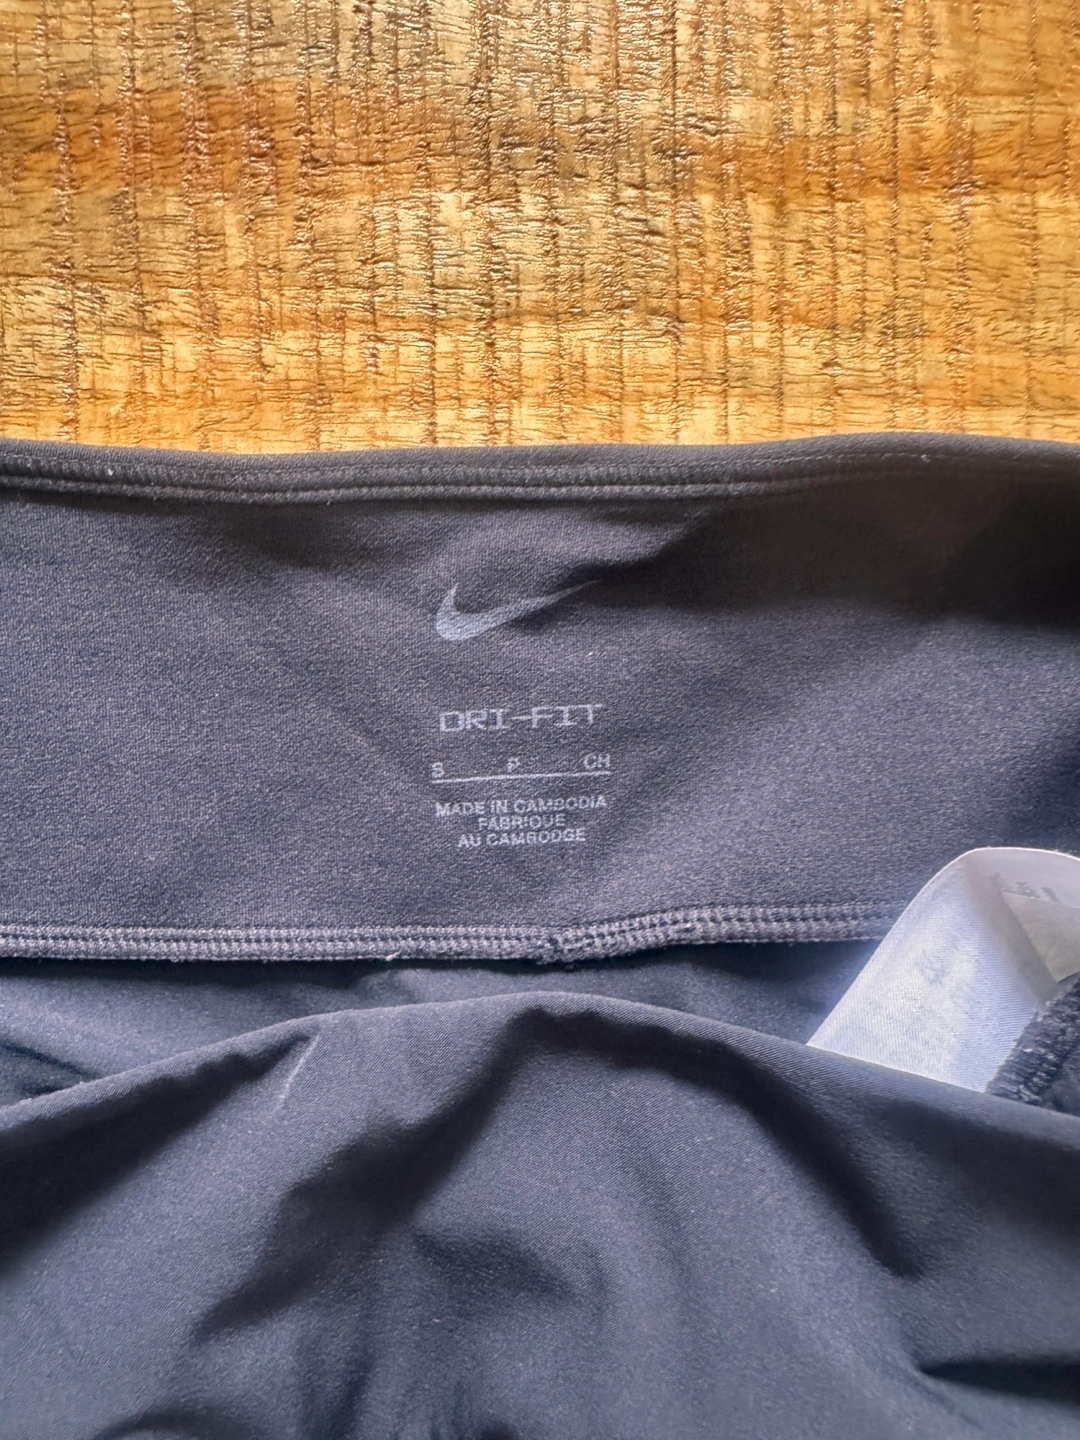 DRI-FIT
S P CH
MADE IN CAMBODIA
FABRIQUE
AU CAMBODGE